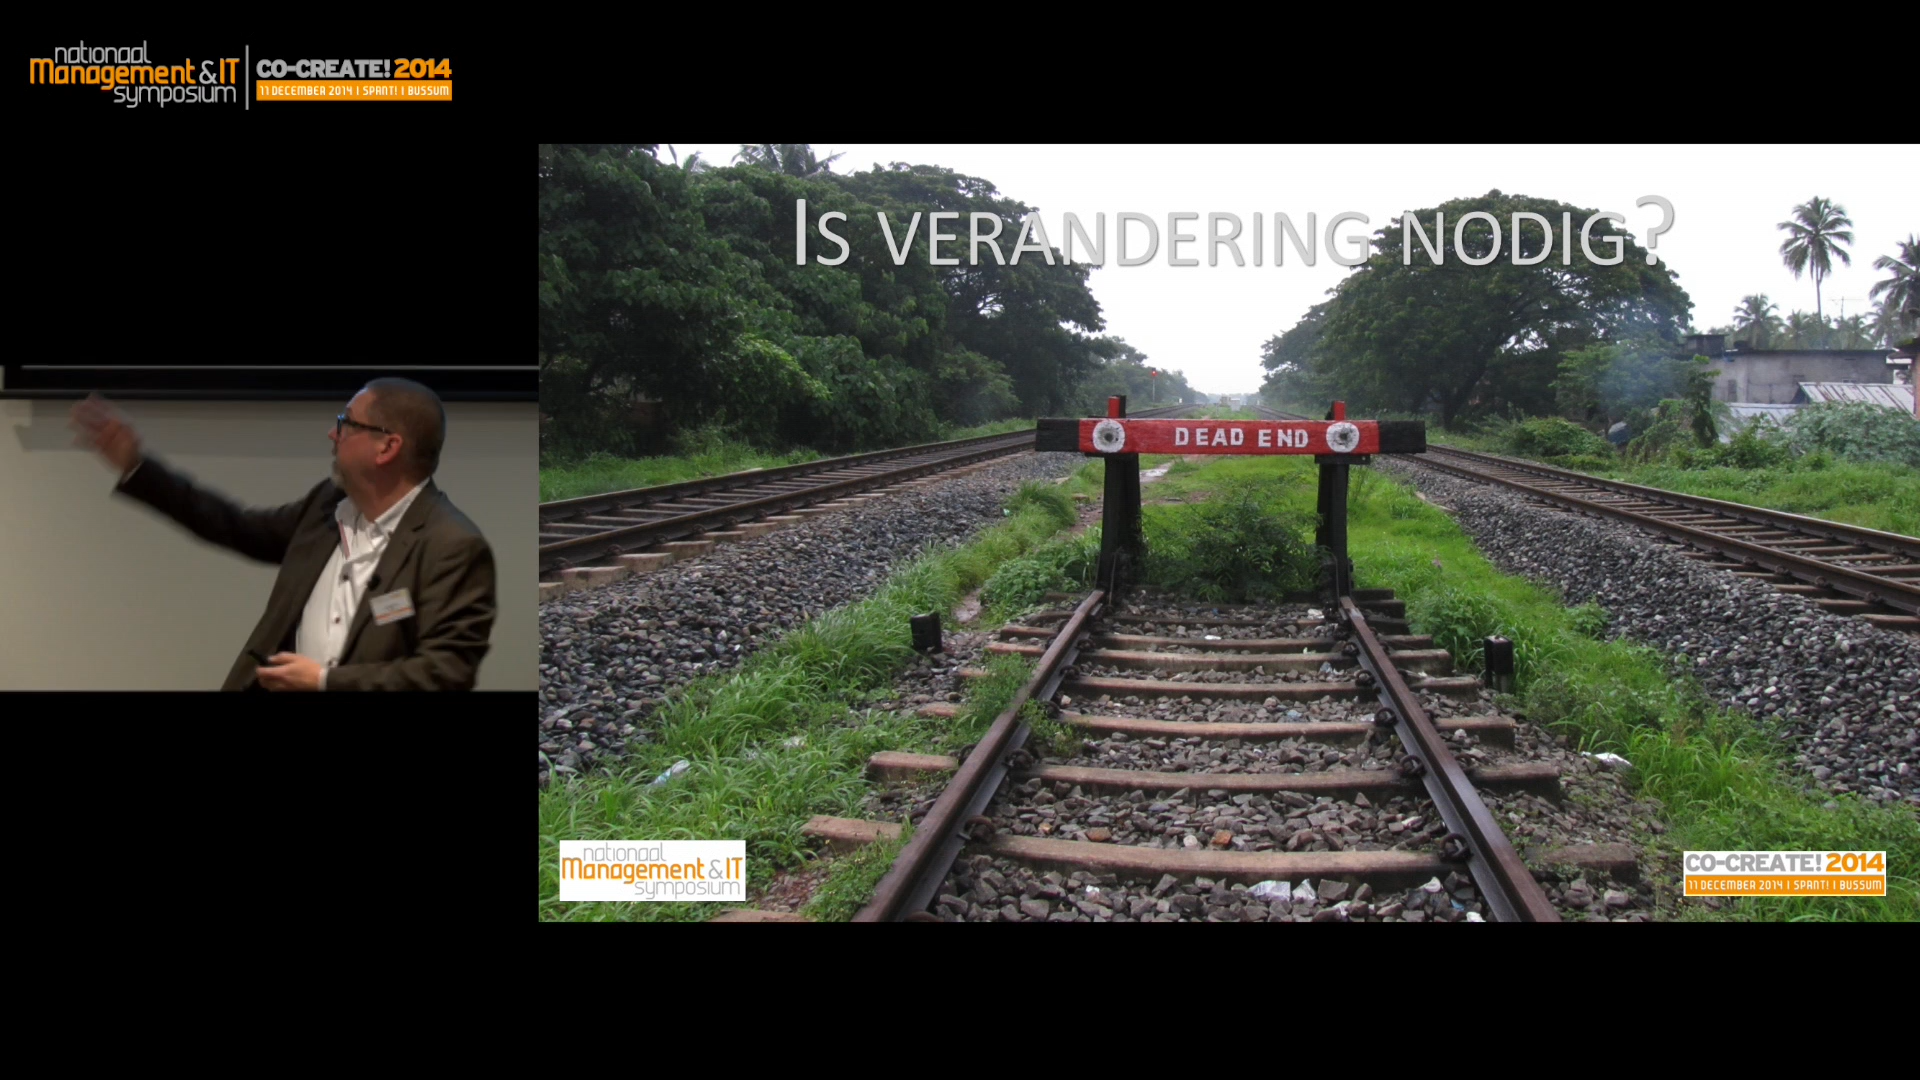 nationaal
Management & IT
symposium
CO-CREATE! 2014
11 DECEMBER 2014 | SPANT! | BUSSUM
IS VERANDERING NODIG?
DEAD END
nationaal
Management & IT
symposium
CO-CREATE! 2014
11 DECEMBER 2014 | SPANT! | BUSSUM